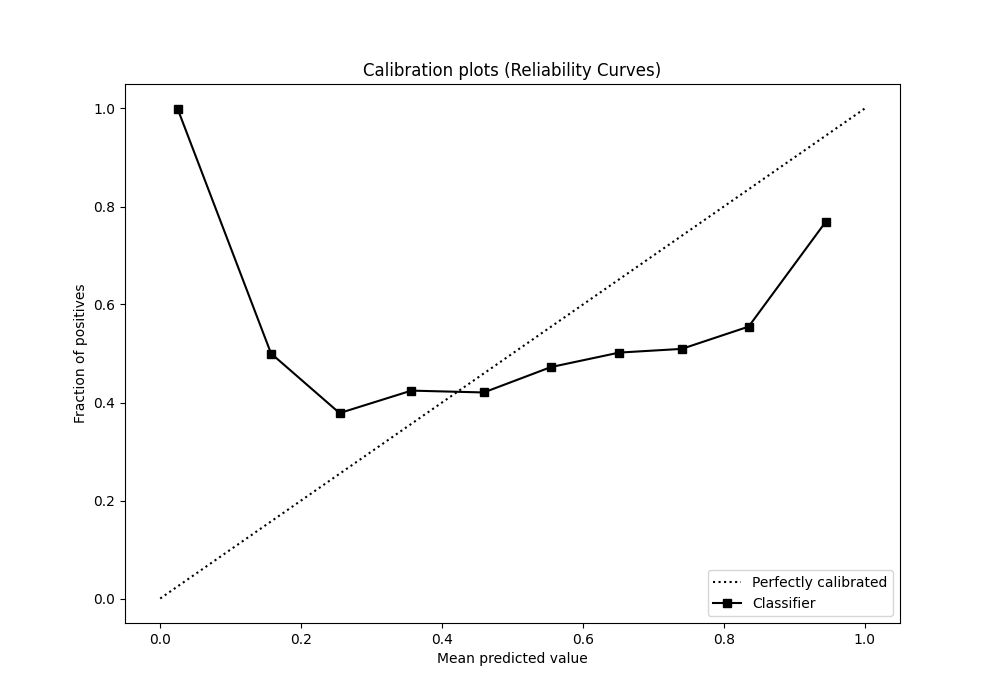 Calibration plots (Reliability Curves)
1.0
0.8
0.6
0.4
0.2
0.0
Fraction of positives
0.0 0.2 0.4 0.6 0.8 1.0
Mean predicted value
Perfectly calibrated
Classifier